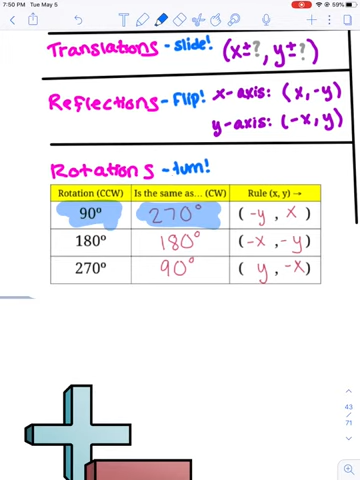 7:50 PM Tue May 5
59%
Translations - slide! (x±?, y±?)
Reflections - Flip! x-axis: (x, -y)
y-axis: (-x, y)
Rotations - turn!
Rotation (CCW) Is the same as... (CW) Rule (x, y) →
90° 270° (-y, x)
180° 180° (-x, -y)
270° 90° (y, -x)
43
/
71